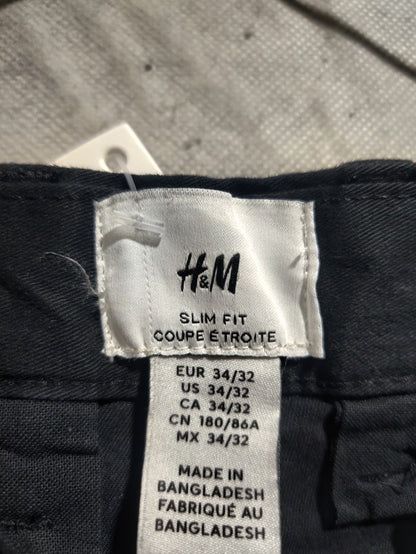 H&M
SLIM FIT
COUPE ÉTROITE
EUR 34/32
US 34/32
CA 34/32
CN 180/86A
MX 34/32
MADE IN
BANGLADESH
FABRIQUÉ AU
BANGLADESH